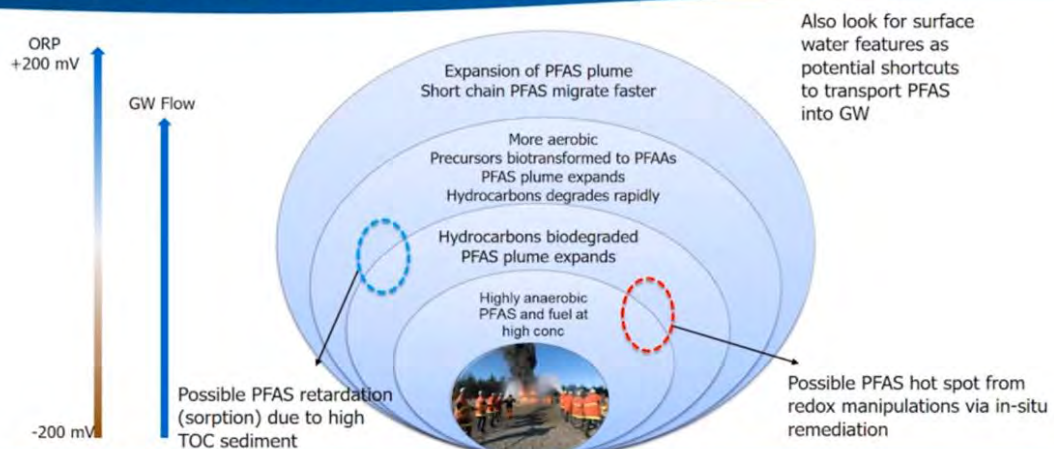 ORP
+200 mV
GW Flow
-200 mV
Expansion of PFAS plume
Short chain PFAS migrate faster
More aerobic
Precursors biotransformed to PFAAs
PFAS plume expands
Hydrocarbons degrades rapidly
Hydrocarbons biodegraded
PFAS plume expands
Highly anaerobic
PFAS and fuel at
high conc
Also look for surface
water features as
potential shortcuts
to transport PFAS
into GW
Possible PFAS retardation
(sorption) due to high
TOC sediment
Possible PFAS hot spot from
redox manipulations via in-situ
remediation